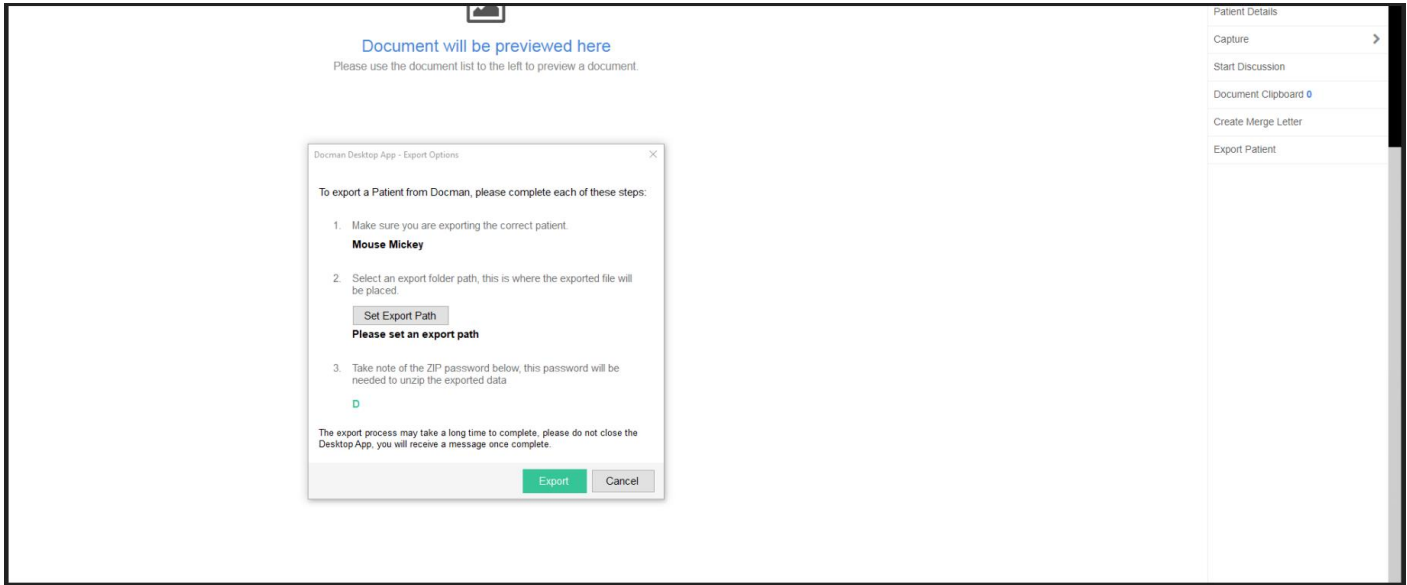 Document will be previewed here
Please use the document list to the left to preview a document.
Patient Details
Capture
Start Discussion
Document Clipboard 0
Create Merge Letter
Export Patient
Docman Desktop App - Export Options
To export a Patient from Docman, please complete each of these steps:
1. Make sure you are exporting the correct patient.
Mouse Mickey
2. Select an export folder path, this is where the exported file will
be placed.
Set Export Path
Please set an export path
3. Take note of the ZIP password below, this password will be
needed to unzip the exported data
D
The export process may take a long time to complete, please do not close the
Desktop App, you will receive a message once complete.
Export
Cancel